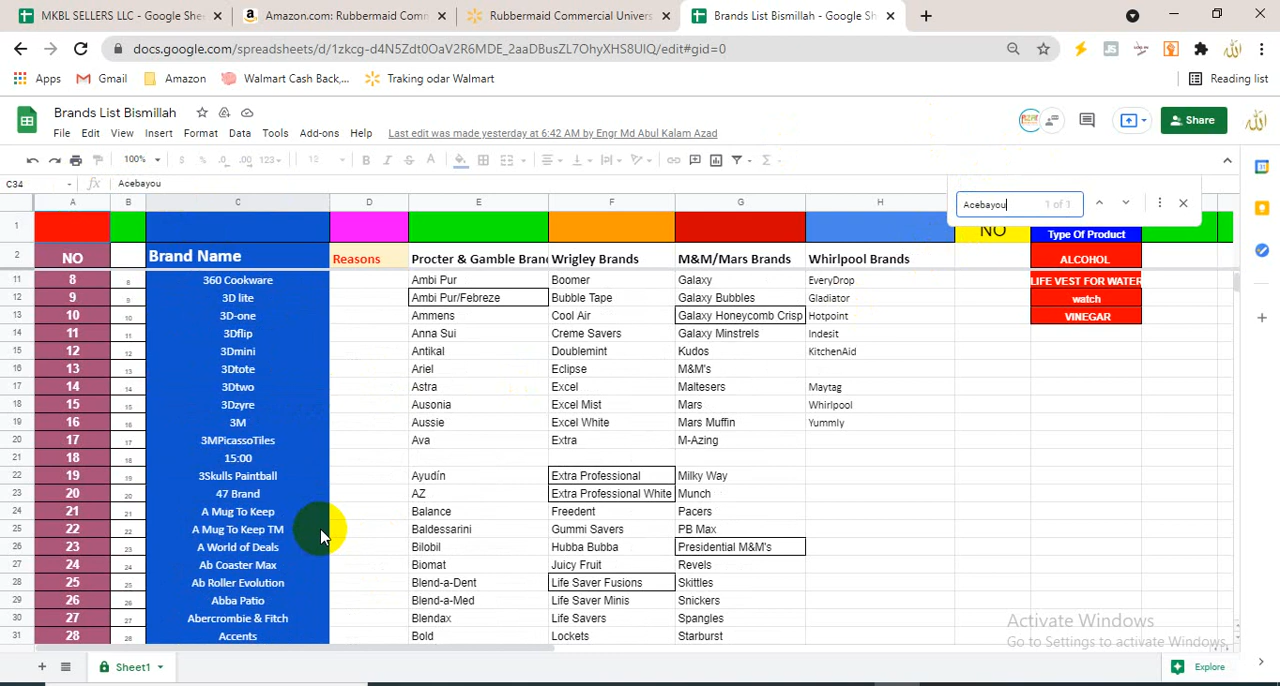 MKBL SELLERS LLC - Google Shee
Amazon.com: Rubbermaid Comm
Rubbermaid Commercial Univers
Brands List Bismillah - Google Sh
docs.google.com/spreadsheets/d/1zkcg-d4N5Zdt0OaV2R6MDE_2aaDBusZL7OhyXHS8UIQ/edit#gid=0
Apps Gmail Amazon Walmart Cash Back,... Traking odar Walmart Reading list
Brands List Bismillah
File Edit View Insert Format Data Tools Add-ons Help Last edit was made yesterday at 6:42 AM by Engr Md Abul Kalam Azad
Share
100% $ % .0 .00 123 12 B I S A
C34 fx Acebayou
Acebayou 1 of 1
A B C D E F G H
1 NO Type Of Product
2 NO Brand Name Reasons Procter & Gamble Bran Wrigley Brands M&M/Mars Brands Whirlpool Brands ALCOHOL
11 8 8 360 Cookware Ambi Pur Boomer Galaxy EveryDrop LIFE VEST FOR WATER
12 9 9 3D lite Ambi Pur/Febreze Bubble Tape Galaxy Bubbles Gladiator watch
13 10 10 3D-one Ammens Cool Air Galaxy Honeycomb Crisp Hotpoint VINEGAR
14 11 11 3Dflip Anna Sui Creme Savers Galaxy Minstrels Indesit
15 12 12 3Dmini Antikal Doublemint Kudos KitchenAid
16 13 13 3Dtote Ariel Eclipse M&M's
17 14 14 3Dtwo Astra Excel Maltesers Maytag
18 15 15 3Dzyre Ausonia Excel Mist Mars Whirlpool
19 16 16 3M Aussie Excel White Mars Muffin Yummly
20 17 17 3MPicassoTiles Ava Extra M-Azing
21 18 18 15:00
22 19 19 3Skulls Paintball Ayudín Extra Professional Milky Way
23 20 20 47 Brand AZ Extra Professional White Munch
24 21 21 A Mug To Keep Balance Freedent Pacers
25 22 22 A Mug To Keep TM Baldessarini Gummi Savers PB Max
26 23 23 A World of Deals Bilobil Hubba Bubba Presidential M&M's
27 24 24 Ab Coaster Max Biomat Juicy Fruit Revels
28 25 25 Ab Roller Evolution Blend-a-Dent Life Saver Fusions Skittles
29 26 26 Abba Patio Blend-a-Med Life Saver Minis Snickers
30 27 27 Abercrombie & Fitch Blendax Life Savers Spangles
31 28 28 Accents Bold Lockets Starburst
Activate Windows
Go to Settings to activate Windows.
Sheet1 Explore